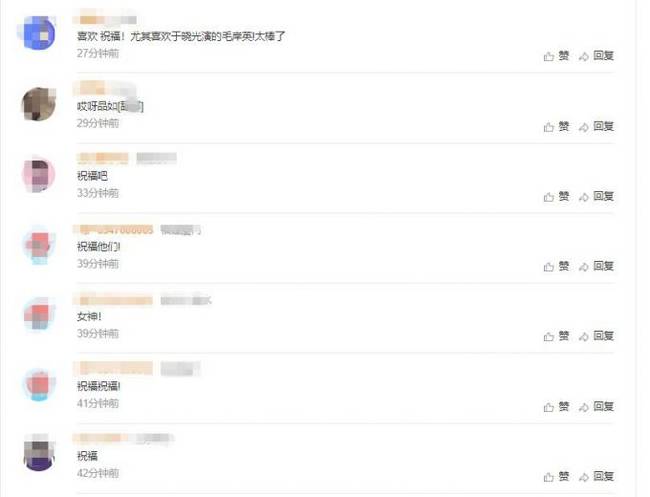 喜欢 祝福！尤其喜欢于晓光演的毛岸英!太棒了
27分钟前
赞 回复
哎呀品如[
29分钟前
赞 回复
祝福吧
33分钟前
赞 回复
祝福他们!
39分钟前
赞 回复
女神!
39分钟前
赞 回复
祝福祝福!
41分钟前
赞 回复
祝福
42分钟前
赞 回复